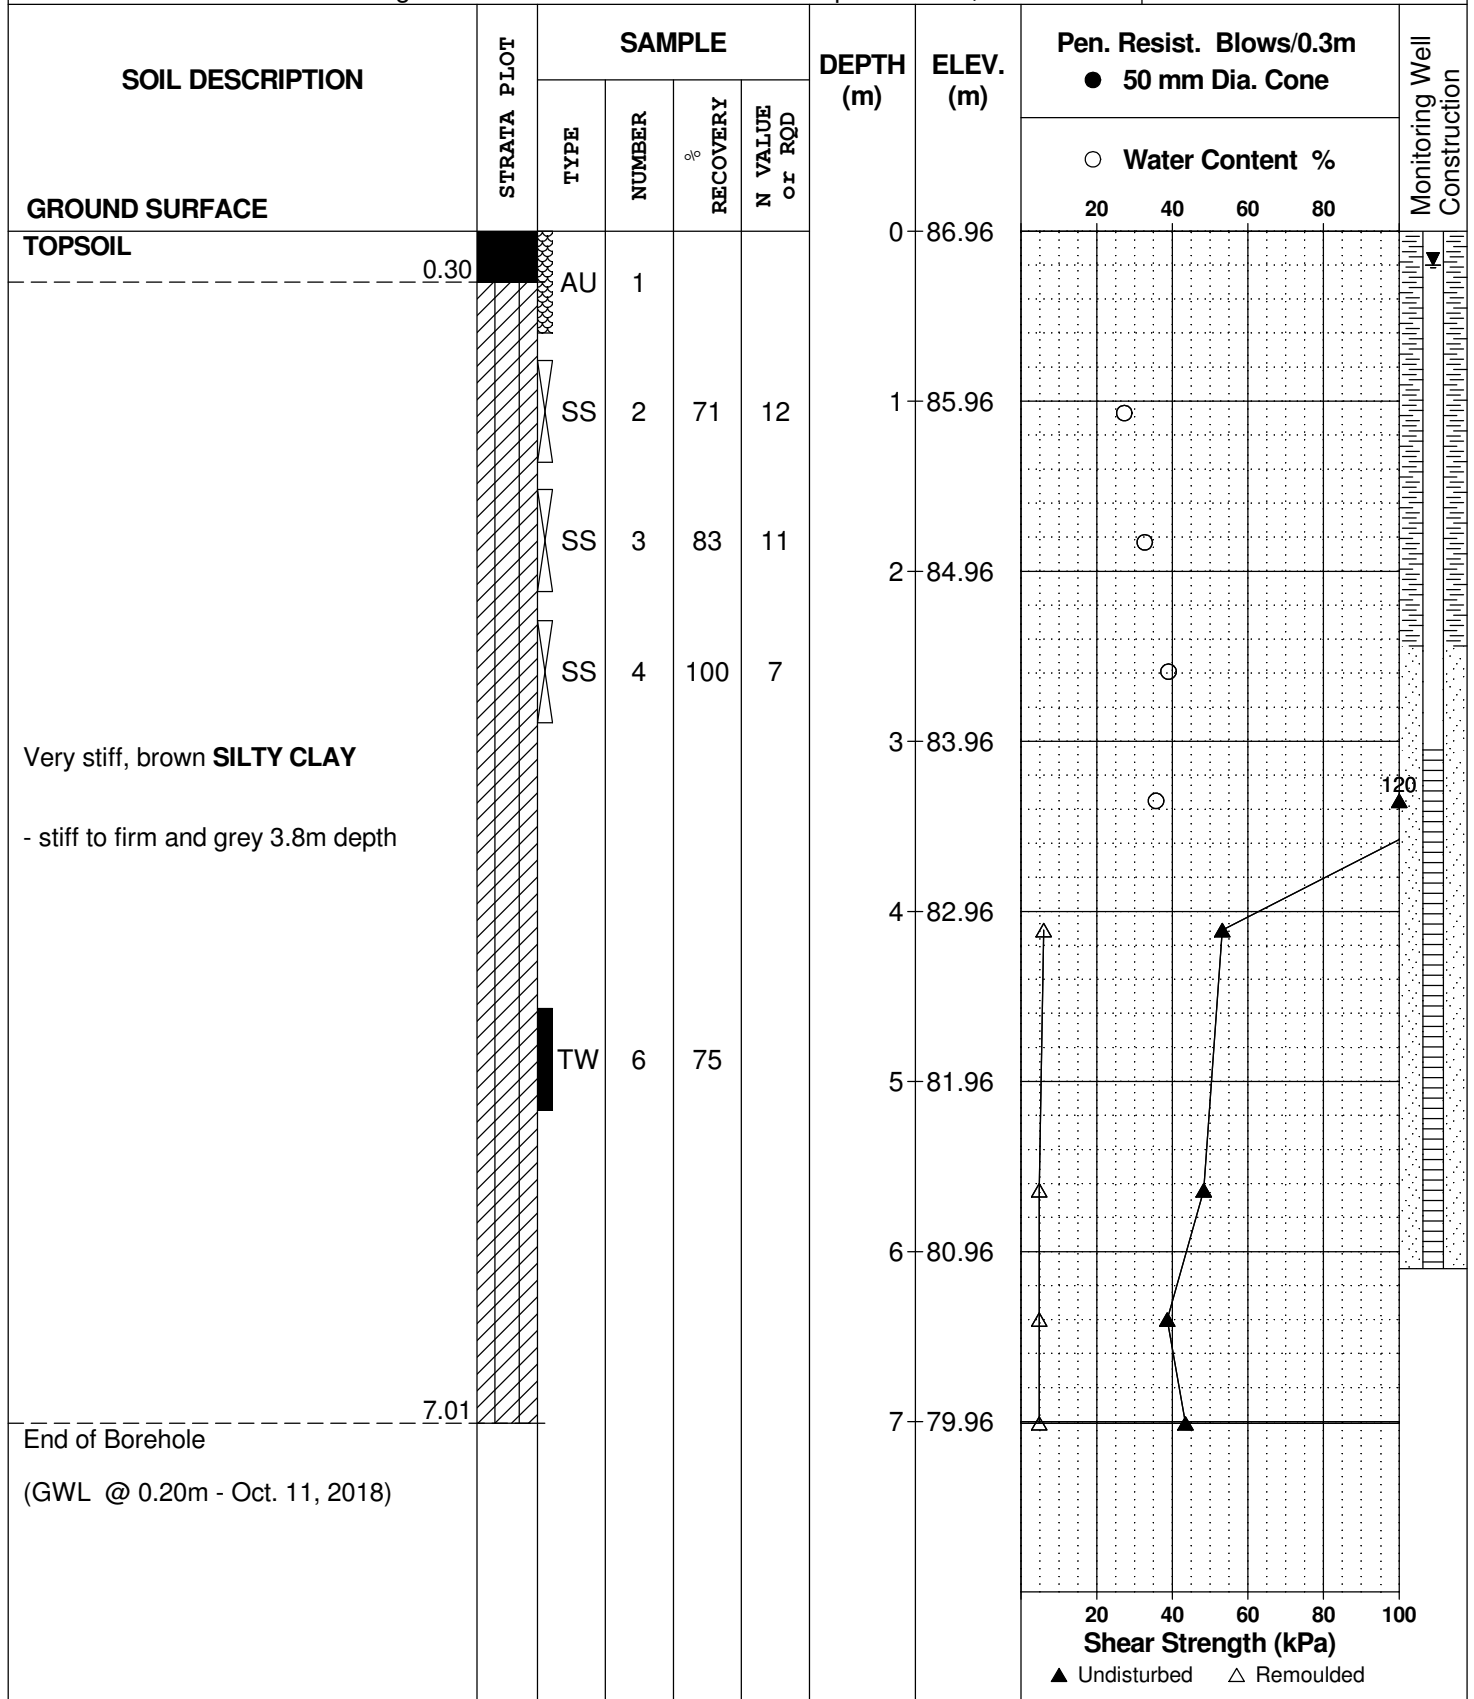 SOIL DESCRIPTION
GROUND SURFACE
STRATA PLOT
SAMPLE
TYPE
NUMBER
% RECOVERY
N VALUE or RQD
DEPTH (m)
ELEV. (m)
Pen. Resist. Blows/0.3m
● 50 mm Dia. Cone
○ Water Content %
20 40 60 80
Monitoring Well Construction
TOPSOIL
0.30
AU 1
0 86.96
SS 2 71 12
1 85.96
SS 3 83 11
2 84.96
SS 4 100 7
3 83.96
Very stiff, brown SILTY CLAY
120
- stiff to firm and grey 3.8m depth
4 82.96
TW 6 75
5 81.96
6 80.96
7.01
7 79.96
End of Borehole
(GWL @ 0.20m - Oct. 11, 2018)
20 40 60 80 100
Shear Strength (kPa)
▲ Undisturbed △ Remoulded